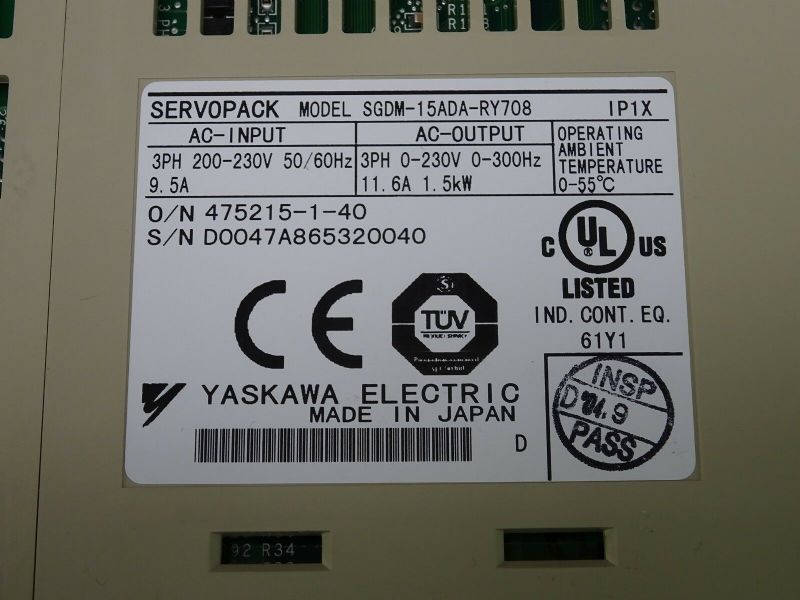 R1
R1
SERVOPACK MODEL SGDM-15ADA-RY708 IP1X
AC-INPUT AC-OUTPUT OPERATING
AMBIENT
TEMPERATURE
0-55℃
3PH 200-230V 50/60Hz 3PH 0-230V 0-300Hz
9.5A 11.6A 1.5kW
O/N 475215-1-40
S/N D0047A865320040
C UL US
LISTED
IND. CONT. EQ.
61Y1
CE
TÜV
YASKAWA ELECTRIC
MADE IN JAPAN
D
INSP
D '04.9
PASS
92 R34